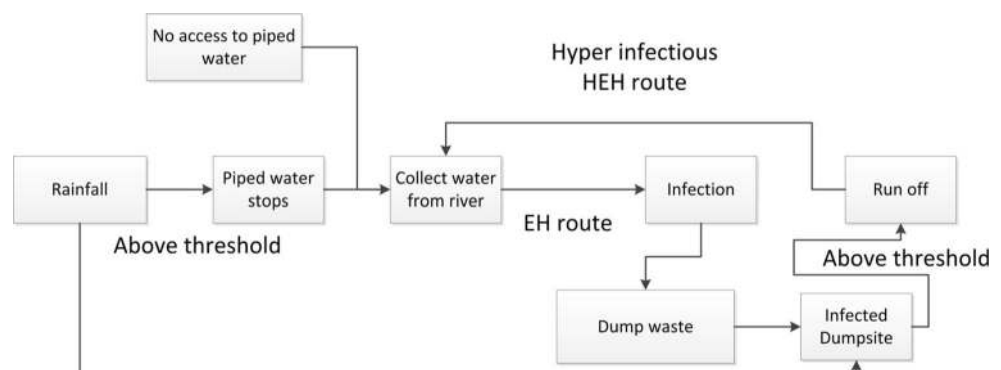 No access to piped
water
Hyper infectious
HEH route
Rainfall
Piped water
stops
Collect water
from river
Infection
Run off
Above threshold
EH route
Above threshold
Dump waste
Infected
Dumpsite